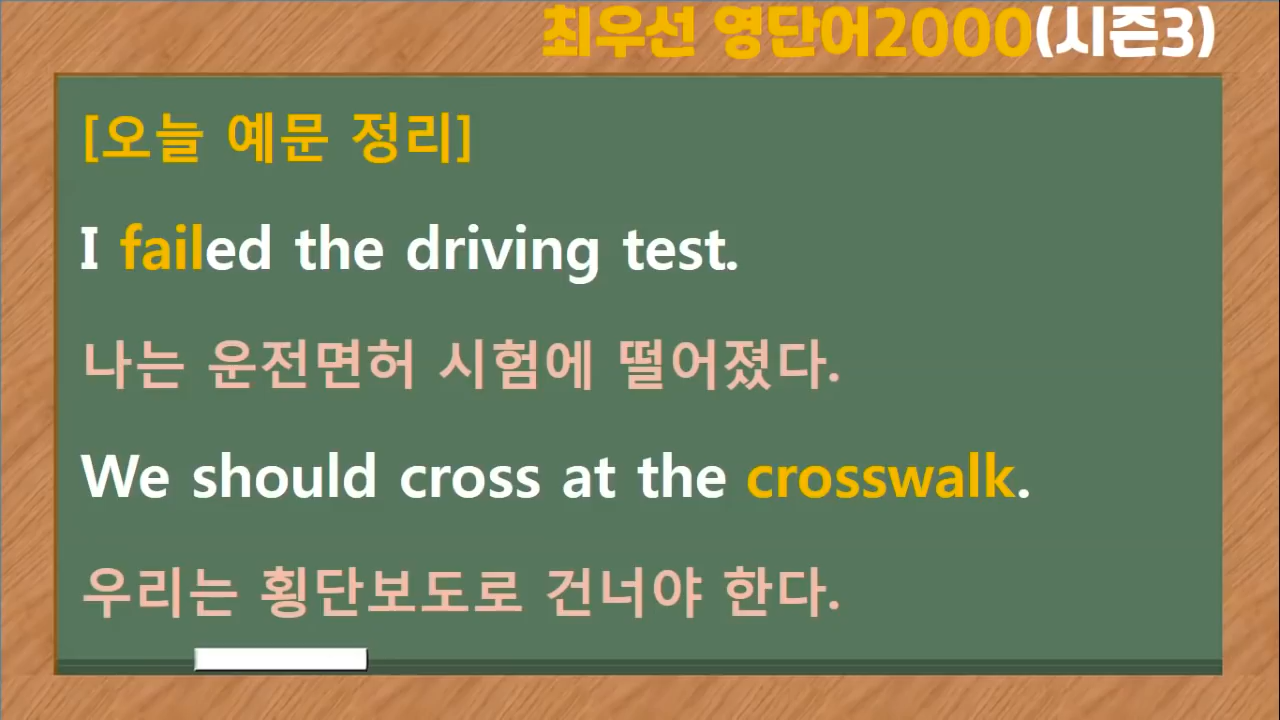 최우선 영단어2000(시즌3)
[오늘 예문 정리]
I failed the driving test.
나는 운전면허 시험에 떨어졌다.
We should cross at the crosswalk.
우리는 횡단보도로 건너야 한다.